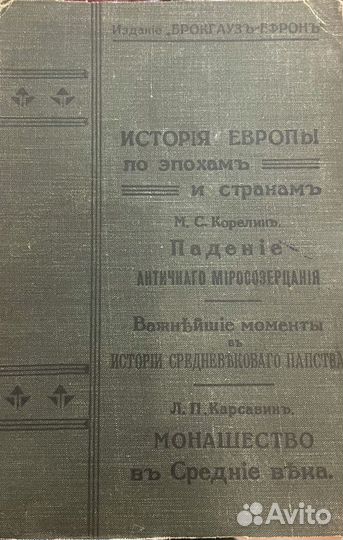 Изданіе „БРОКГАУЗЪ-ЕФРОНЪ"
ИСТОРІЯ ЕВРОПЫ
по эпохамъ
и странамъ
М. С. Корелинъ.
Паденіе
АНТИЧНАГО МІРОСОЗЕРЦАНІЯ
Важнѣйшіе моменты
въ
ИСТОРІИ СРЕДНЕВѢКОВАГО ПАПСТВА
Л. П. Карсавинъ.
МОНАШЕСТВО
въ Средніе вѣка.
Avito